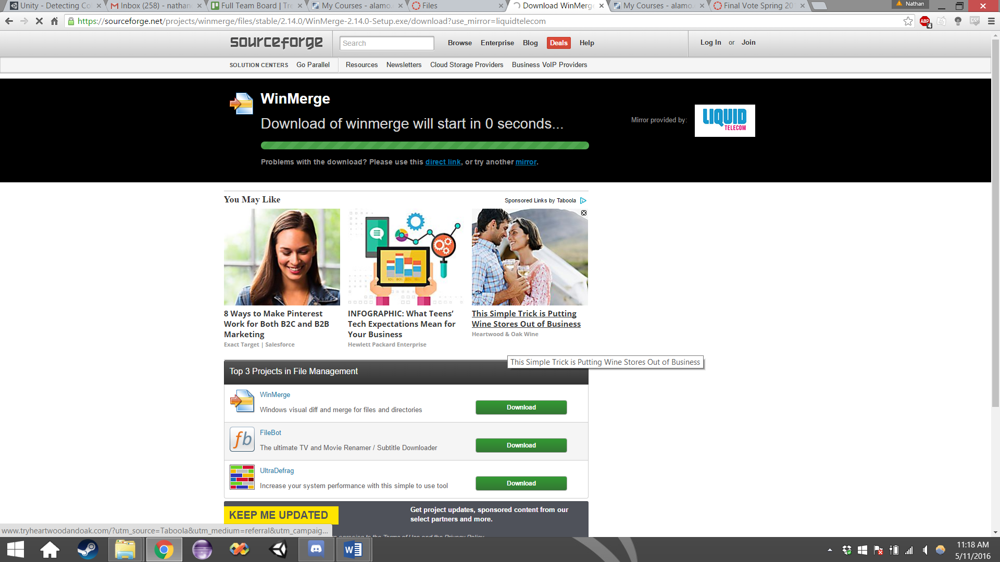 Unity - Detecting Co
Inbox (258) - nathan
Full Team Board | Tre
My Courses - alamo.
Files
Download WinMerge
My Courses - alamo.
Final Vote Spring 20
Nathan
https://sourceforge.net/projects/winmerge/files/stable/2.14.0/WinMerge-2.14.0-Setup.exe/download?use_mirror=liquidtelecom
ABP
4
sourceforge
Search
Browse
Enterprise
Blog
Deals
Help
Log In or Join
SOLUTION CENTERS
Go Parallel
Resources
Newsletters
Cloud Storage Providers
Business VoIP Providers
WinMerge
Download of winmerge will start in 0 seconds...
Mirror provided by:
LIQUID
TELECOM
Problems with the download? Please use this direct link, or try another mirror.
You May Like
Sponsored Links by Taboola
8 Ways to Make Pinterest
Work for Both B2C and B2B
Marketing
Exact Target | Salesforce
INFOGRAPHIC: What Teens’
Tech Expectations Mean for
Your Business
Hewlett Packard Enterprise
This Simple Trick is Putting
Wine Stores Out of Business
Heartwood & Oak Wine
This Simple Trick is Putting Wine Stores Out of Business
Top 3 Projects in File Management
WinMerge
Windows visual diff and merge for files and directories
Download
fb
FileBot
The ultimate TV and Movie Renamer / Subtitle Downloader
Download
UltraDefrag
Increase your system performance with this simple to use tool
Download
KEEP ME UPDATED
Get project updates, sponsored content from our
select partners and more.
agreeing to the Terms of Use and the Privacy Policy
www.tryheartwoodandoak.com/?utm_source=Taboola&utm_medium=referral&utm_campaig...
11:18 AM
5/11/2016